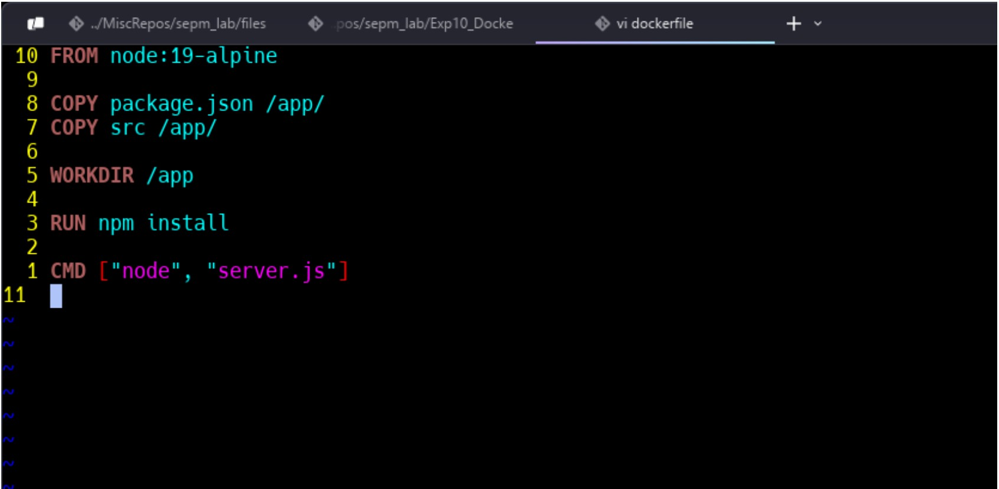 ../MiscRepos/sepm_lab/files
pos/sepm_lab/Exp10_Docke
vi dockerfile
10 FROM node:19-alpine
9
8 COPY package.json /app/
7 COPY src /app/
6
5 WORKDIR /app
4
3 RUN npm install
2
1 CMD ["node", "server.js"]
11
~
~
~
~
~
~
~
~